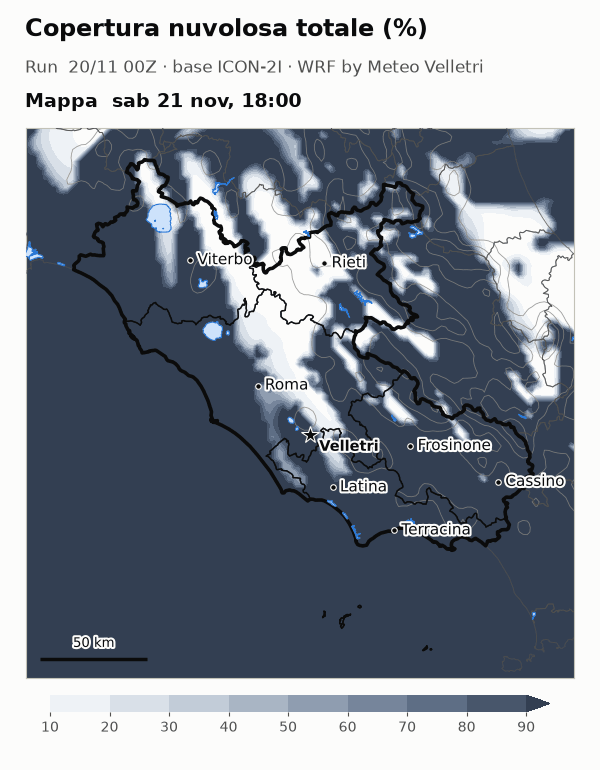 Copertura nuvolosa totale (%)
Run  20/11 00Z · base ICON-2I · WRF by Meteo Velletri
Mappa  sab 21 nov, 18:00
Viterbo
Rieti
Roma
Velletri
Frosinone
Cassino
Latina
Terracina
50 km
10 20 30 40 50 60 70 80 90